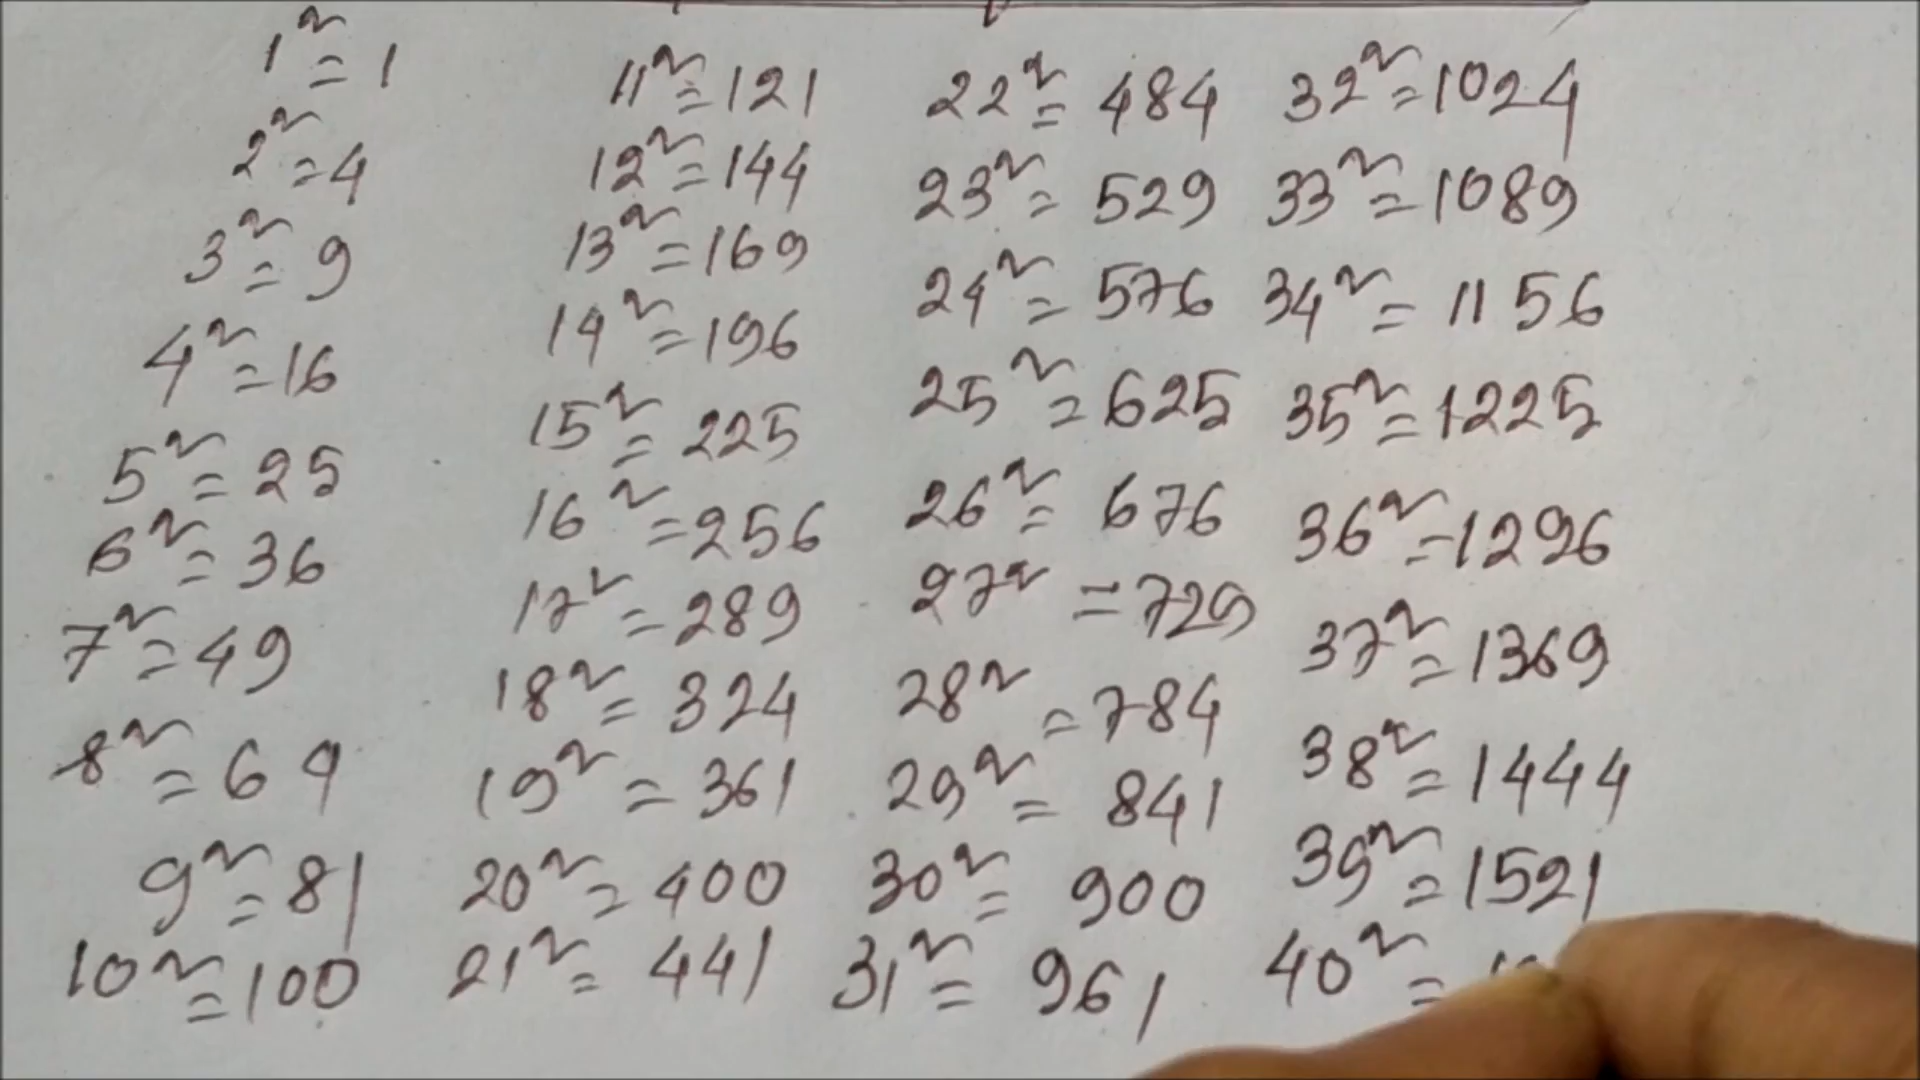 1² = 1
2² = 4
3² = 9
4² = 16
5² = 25
6² = 36
7² = 49
8² = 64
9² = 81
10² = 100
11² = 121
12² = 144
13² = 169
14² = 196
15² = 225
16² = 256
17² = 289
18² = 324
19² = 361
20² = 400
21² = 441
22² = 484
23² = 529
24² = 576
25² = 625
26² = 676
27² = 729
28² = 784
29² = 841
30² = 900
31² = 961
32² = 1024
33² = 1089
34² = 1156
35² = 1225
36² = 1296
37² = 1369
38² = 1444
39² = 1521
40² =